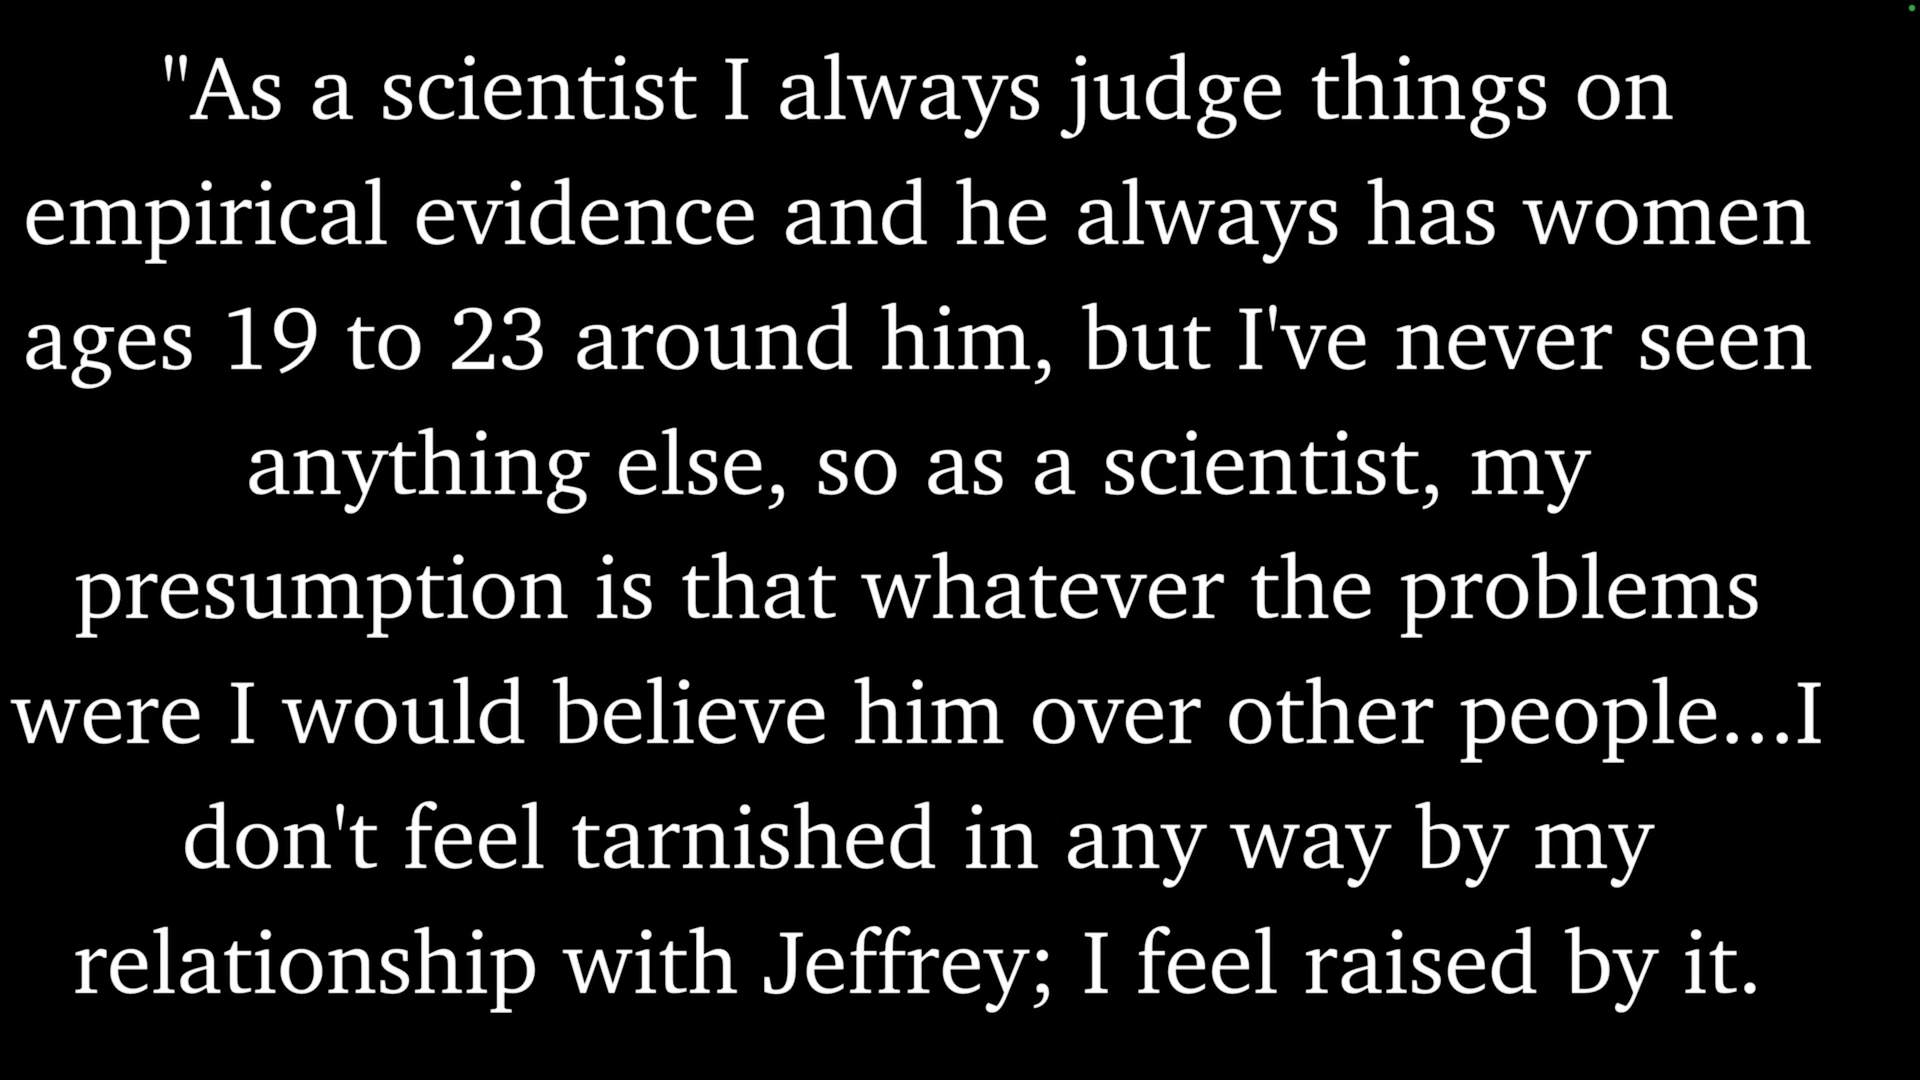 "As a scientist I always judge things on
empirical evidence and he always has women
ages 19 to 23 around him, but I've never seen
anything else, so as a scientist, my
presumption is that whatever the problems
were I would believe him over other people...I
don't feel tarnished in any way by my
relationship with Jeffrey; I feel raised by it.